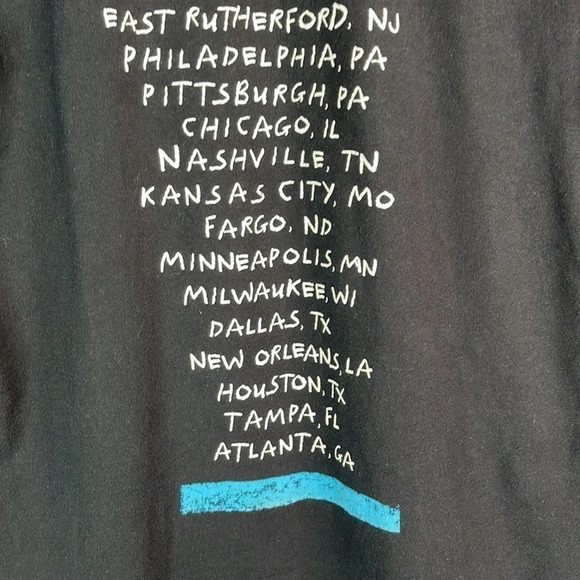 EAST RUTHERFORD, NJ
PHILADELPHIA, PA
PITTSBURGH, PA
CHICAGO, IL
NASHVILLE, TN
KANSAS CITY, MO
FARGO, ND
MINNEAPOLIS, MN
MILWAUKEE, WI
DALLAS, TX
NEW ORLEANS, LA
HOUSTON, TX
TAMPA, FL
ATLANTA, GA